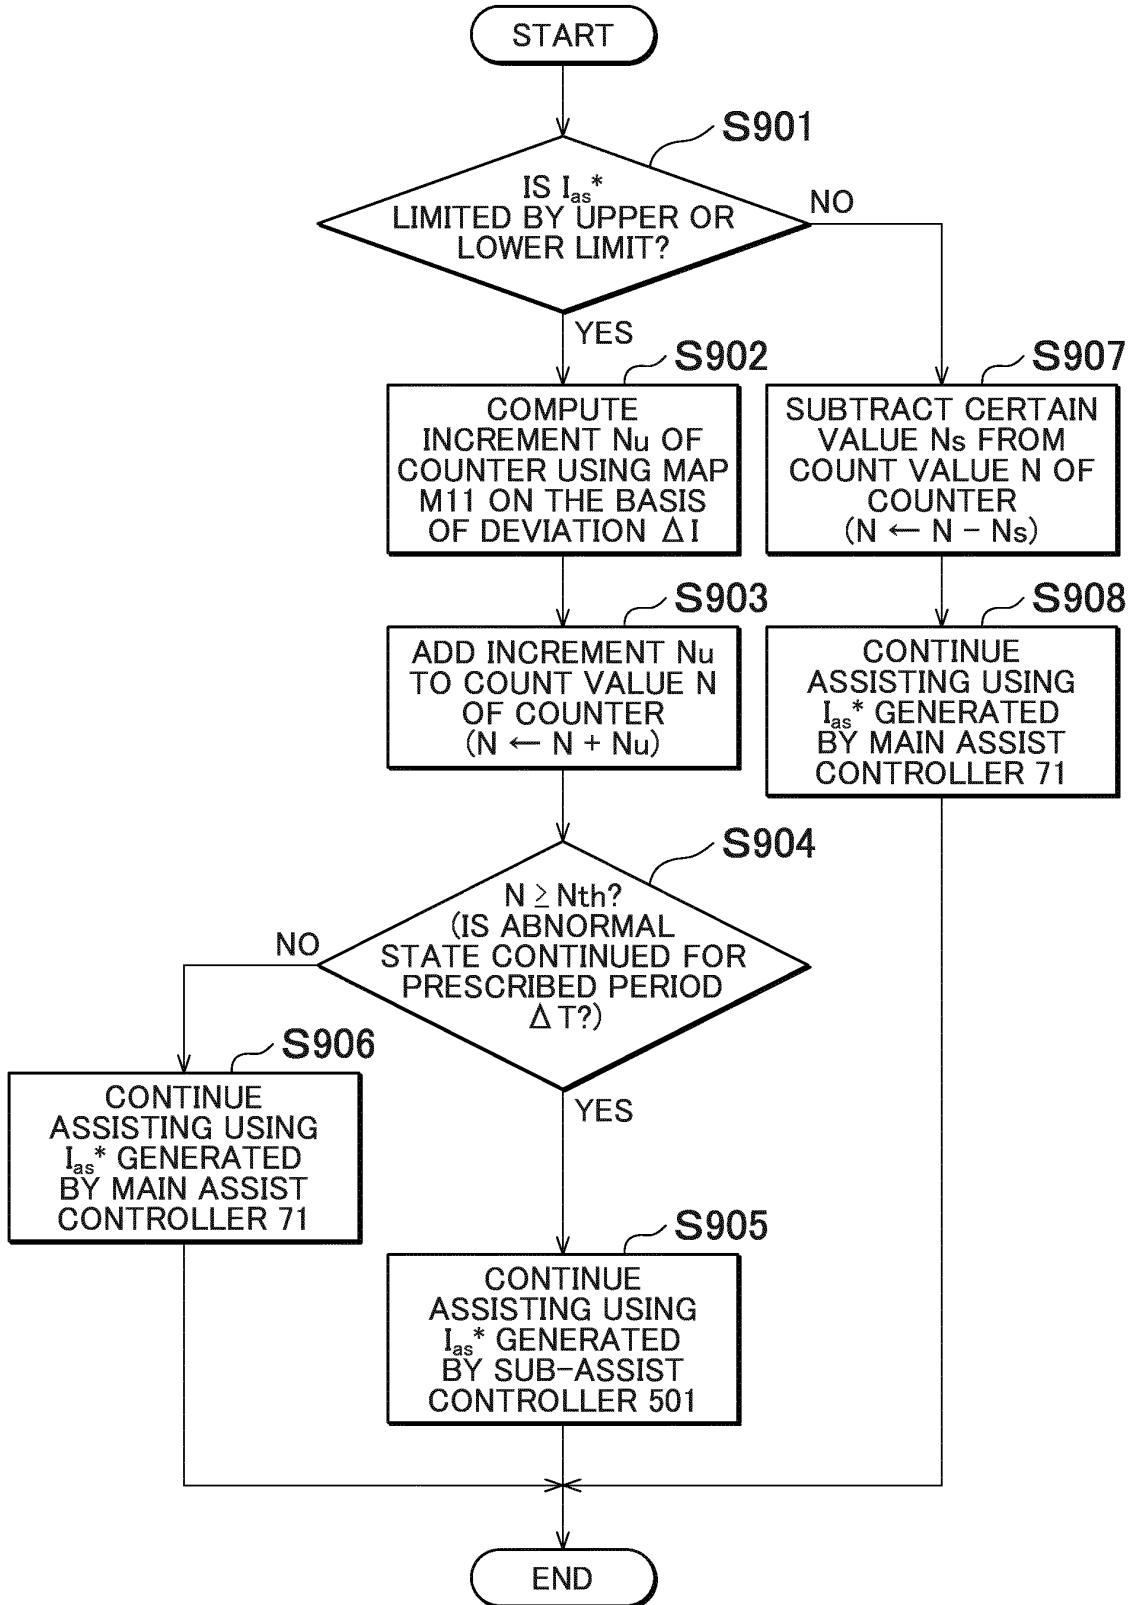 START
S901
IS Ias*
LIMITED BY UPPER OR
LOWER LIMIT?
NO
YES
S902
COMPUTE
INCREMENT Nu OF
COUNTER USING MAP
M11 ON THE BASIS
OF DEVIATION ΔI
S907
SUBTRACT CERTAIN
VALUE Ns FROM
COUNT VALUE N OF
COUNTER
(N ← N - Ns)
S903
ADD INCREMENT Nu
TO COUNT VALUE N
OF COUNTER
(N ← N + Nu)
S908
CONTINUE
ASSISTING USING
Ias* GENERATED
BY MAIN ASSIST
CONTROLLER 71
S904
N ≥ Nth?
(IS ABNORMAL
STATE CONTINUED FOR
PRESCRIBED PERIOD
ΔT?)
NO
YES
S906
CONTINUE
ASSISTING USING
Ias* GENERATED
BY MAIN ASSIST
CONTROLLER 71
S905
CONTINUE
ASSISTING USING
Ias* GENERATED
BY SUB-ASSIST
CONTROLLER 501
END